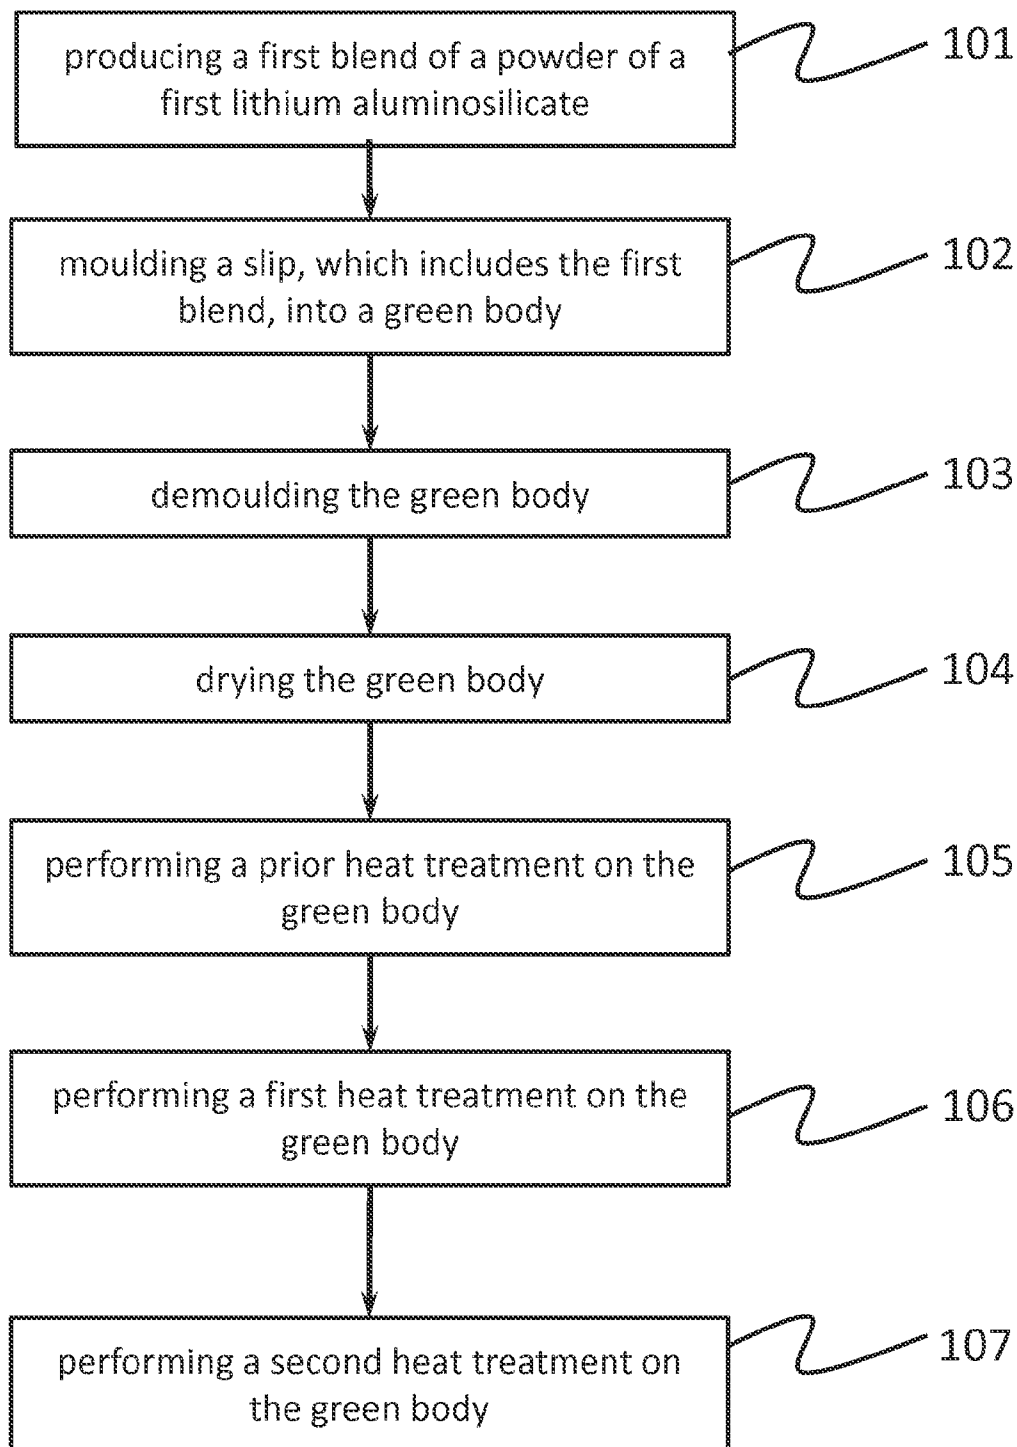 producing a first blend of a powder of a
first lithium aluminosilicate
101
moulding a slip, which includes the first
blend, into a green body
102
demoulding the green body
103
drying the green body
104
performing a prior heat treatment on the
green body
105
performing a first heat treatment on the
green body
106
performing a second heat treatment on
the green body
107